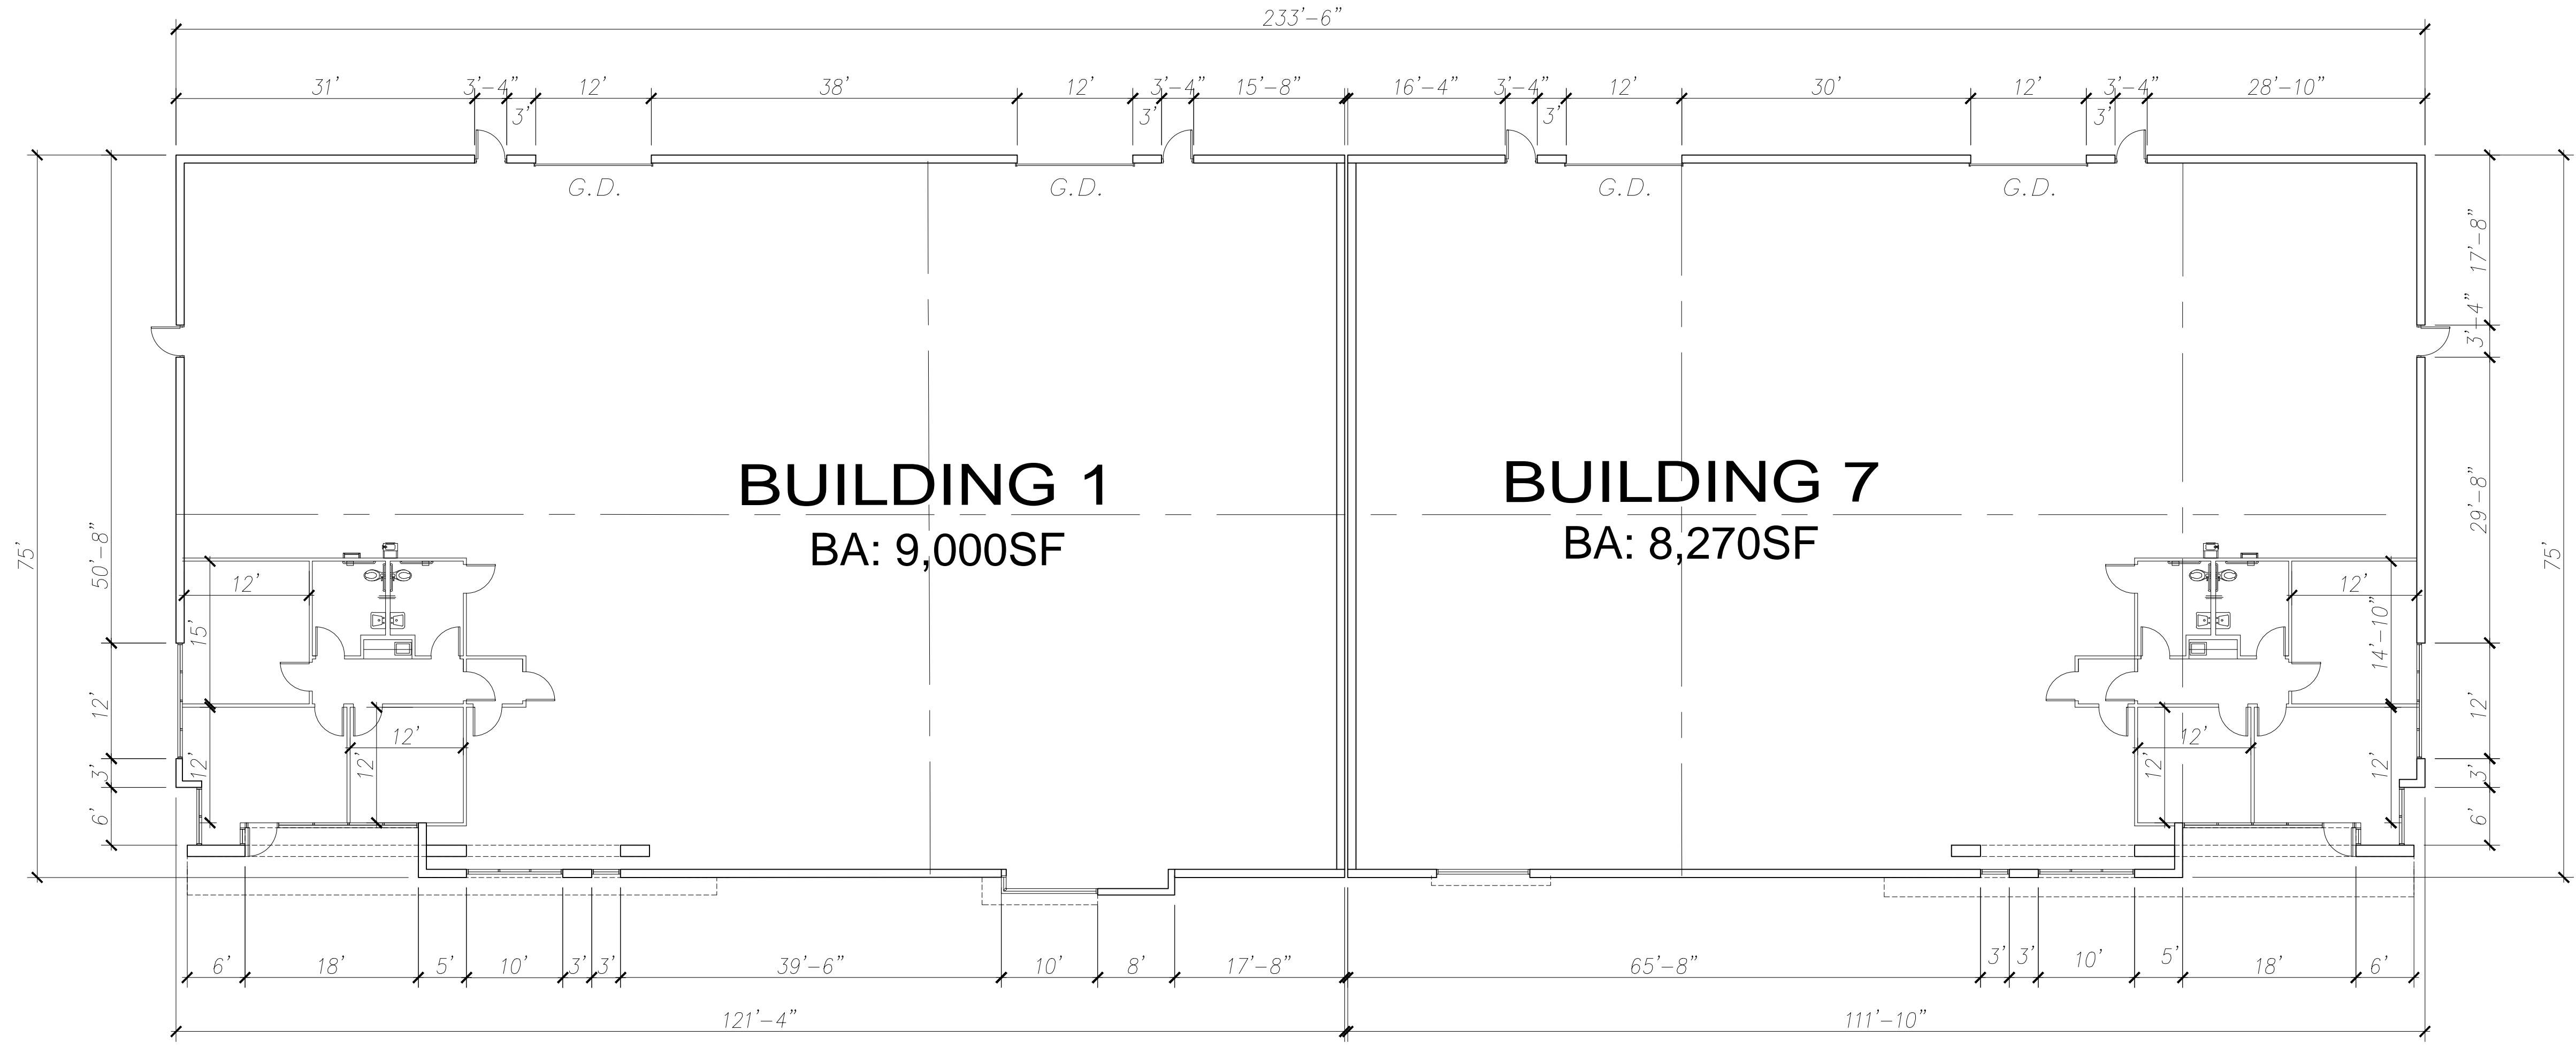 233'-6"
31' 3'-4" 3' 12' 38' 12' 3' 3'-4" 15'-8" 16'-4" 3'-4" 3' 12' 30' 12' 3' 3'-4" 28'-10"
G.D. G.D. G.D. G.D.
75' 50'-8" 12' 3' 6'
BUILDING 1
BA: 9,000SF
BUILDING 7
BA: 8,270SF
12' 15' 12' 12' 12'
12' 14'-10" 12' 12' 12'
17'-8" 3'-4" 29'-8" 12' 3' 6' 75'
6' 18' 5' 10' 3' 3' 39'-6" 10' 8' 17'-8" 65'-8" 3' 3' 10' 5' 18' 6'
121'-4" 111'-10"